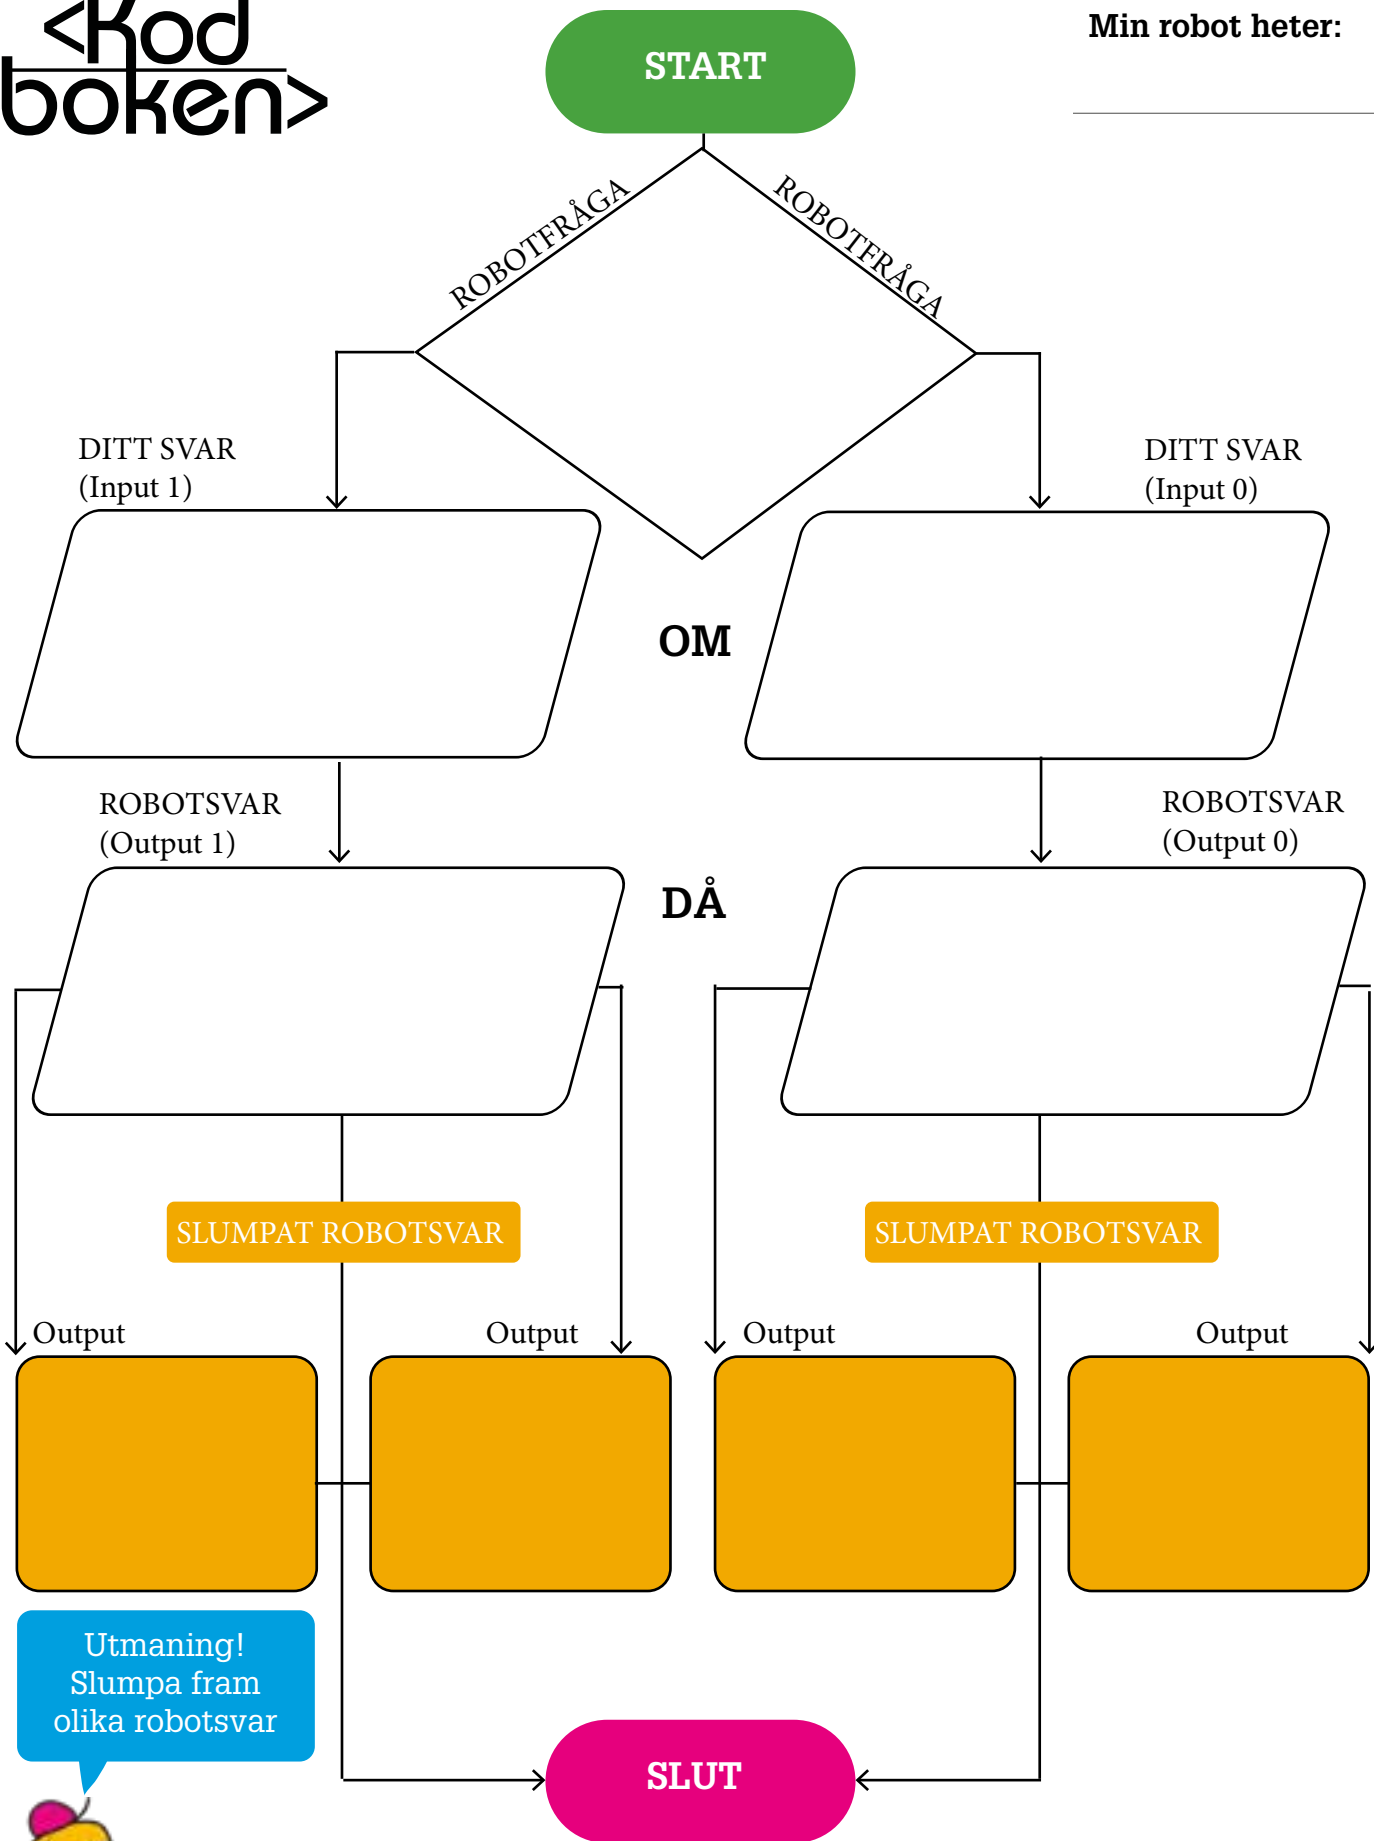 <Kod
boken>
START
Min robot heter:
ROBOTFRÅGA
ROBOTFRÅGA
DITT SVAR
(Input 1)
DITT SVAR
(Input 0)
OM
ROBOTSVAR
(Output 1)
ROBOTSVAR
(Output 0)
DÅ
SLUMPAT ROBOTSVAR
SLUMPAT ROBOTSVAR
Output
Output
Output
Output
Utmaning!
Slumpa fram
olika robotsvar
SLUT